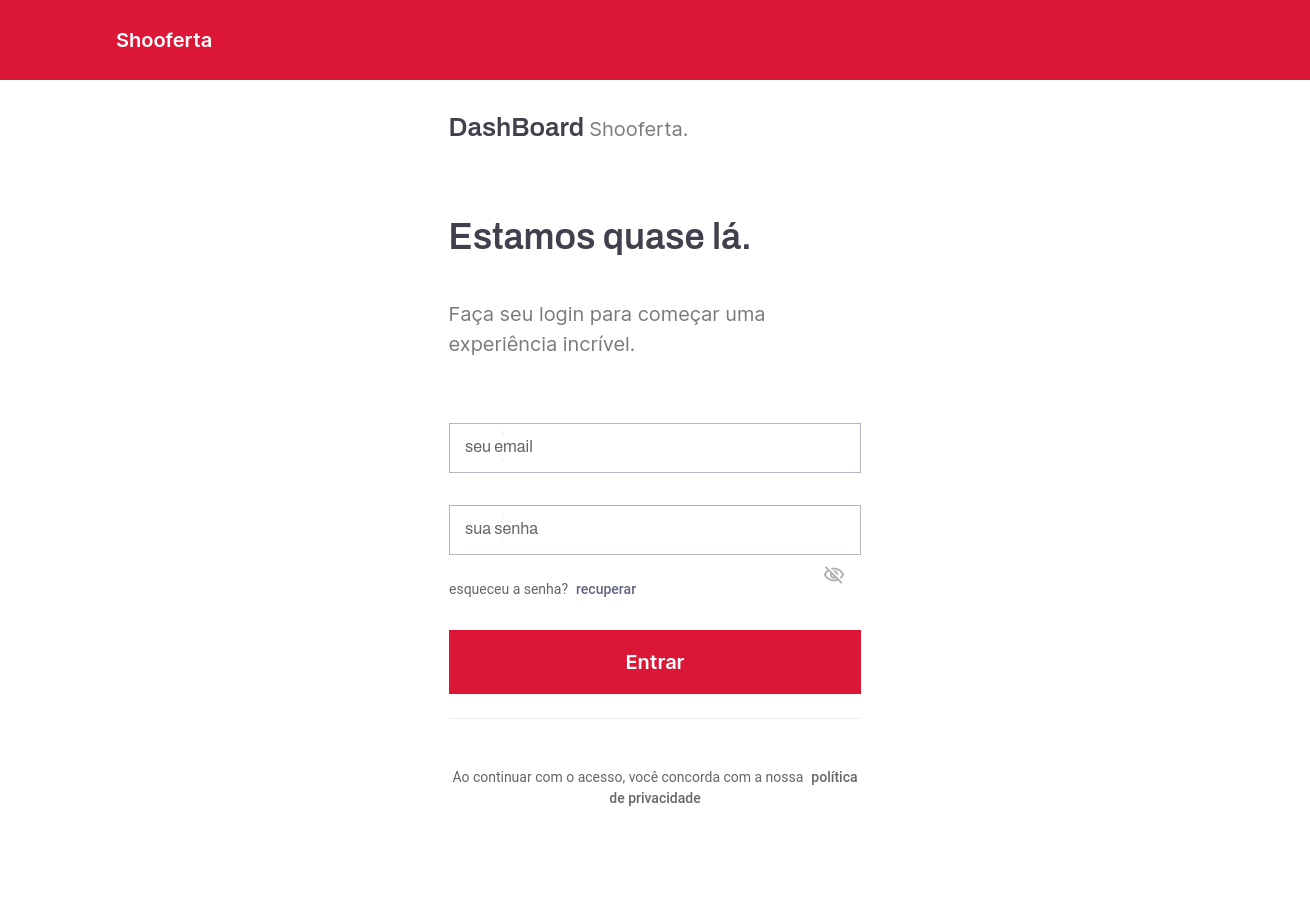 Shooferta
DashBoard Shooferta.
Estamos quase lá.
Faça seu login para começar uma
experiência incrível.
seu email
sua senha
esqueceu a senha? recuperar
Entrar
Ao continuar com o acesso, você concorda com a nossa política
de privacidade